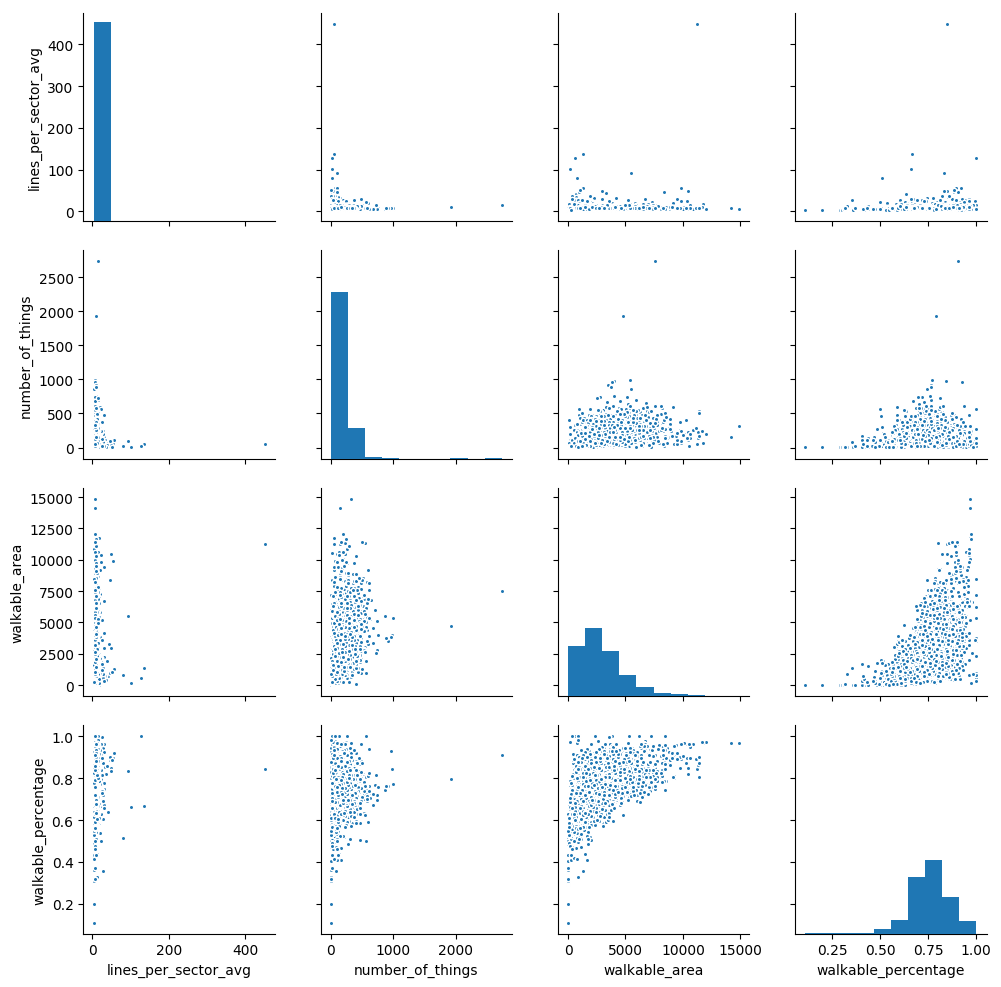 lines_per_sector_avg
400
300
200
100
0
number_of_things
2500
2000
1500
1000
500
0
walkable_area
15000
12500
10000
7500
5000
2500
0
walkable_percentage
1.0
0.8
0.6
0.4
0.2
0 200 400
0 1000 2000
0 5000 10000 15000
0.25 0.50 0.75 1.00
lines_per_sector_avg
number_of_things
walkable_area
walkable_percentage